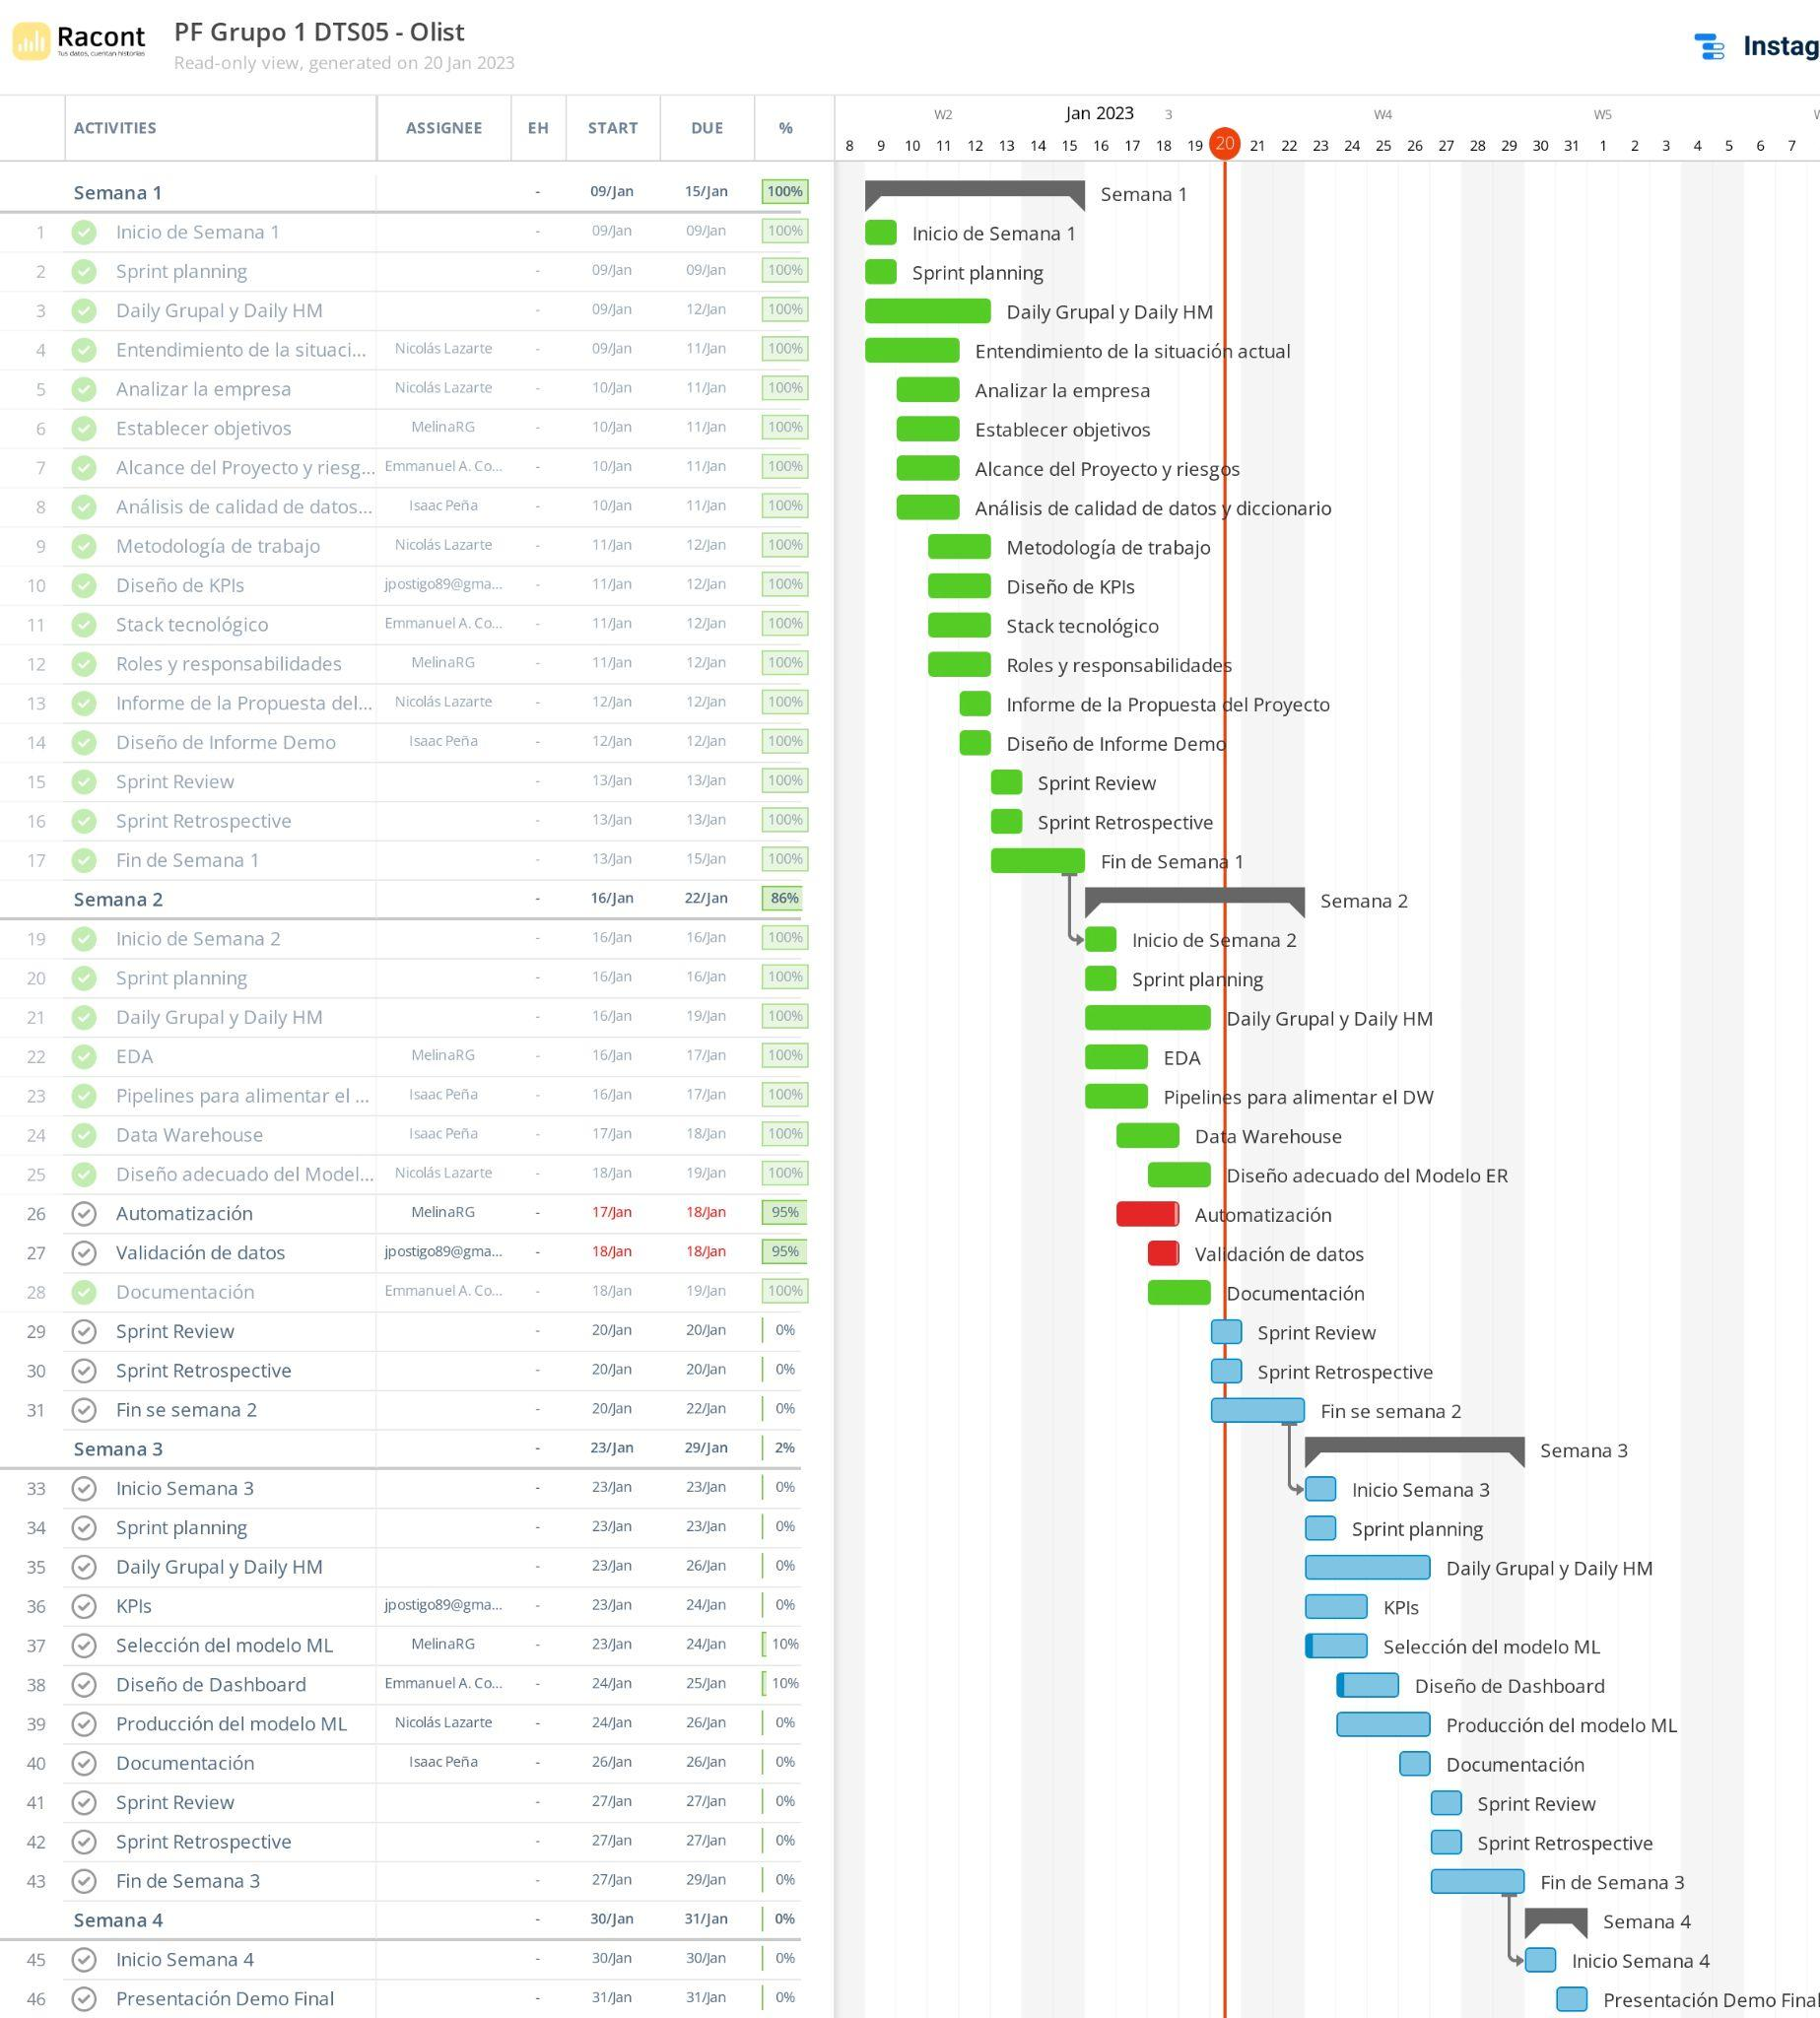 Racont
Tus datos, cuentan historias
PF Grupo 1 DTS05 - Olist
Read-only view, generated on 20 Jan 2023
Instag
ACTIVITIES ASSIGNEE EH START DUE %
W2 Jan 2023 3 W4 W5
8 9 10 11 12 13 14 15 16 17 18 19 20 21 22 23 24 25 26 27 28 29 30 31 1 2 3 4 5 6 7
Semana 1 - 09/Jan 15/Jan 100% Semana 1
1 Inicio de Semana 1 - 09/Jan 09/Jan 100% Inicio de Semana 1
2 Sprint planning - 09/Jan 09/Jan 100% Sprint planning
3 Daily Grupal y Daily HM - 09/Jan 12/Jan 100% Daily Grupal y Daily HM
4 Entendimiento de la situaci... Nicolás Lazarte - 09/Jan 11/Jan 100% Entendimiento de la situación actual
5 Analizar la empresa Nicolás Lazarte - 10/Jan 11/Jan 100% Analizar la empresa
6 Establecer objetivos MelinaRG - 10/Jan 11/Jan 100% Establecer objetivos
7 Alcance del Proyecto y riesg... Emmanuel A. Co... - 10/Jan 11/Jan 100% Alcance del Proyecto y riesgos
8 Análisis de calidad de datos... Isaac Peña - 10/Jan 11/Jan 100% Análisis de calidad de datos y diccionario
9 Metodología de trabajo Nicolás Lazarte - 11/Jan 12/Jan 100% Metodología de trabajo
10 Diseño de KPIs jpostigo89@gma... - 11/Jan 12/Jan 100% Diseño de KPIs
11 Stack tecnológico Emmanuel A. Co... - 11/Jan 12/Jan 100% Stack tecnológico
12 Roles y responsabilidades MelinaRG - 11/Jan 12/Jan 100% Roles y responsabilidades
13 Informe de la Propuesta del... Nicolás Lazarte - 12/Jan 12/Jan 100% Informe de la Propuesta del Proyecto
14 Diseño de Informe Demo Isaac Peña - 12/Jan 12/Jan 100% Diseño de Informe Demo
15 Sprint Review - 13/Jan 13/Jan 100% Sprint Review
16 Sprint Retrospective - 13/Jan 13/Jan 100% Sprint Retrospective
17 Fin de Semana 1 - 13/Jan 15/Jan 100% Fin de Semana 1
Semana 2 - 16/Jan 22/Jan 86% Semana 2
19 Inicio de Semana 2 - 16/Jan 16/Jan 100% Inicio de Semana 2
20 Sprint planning - 16/Jan 16/Jan 100% Sprint planning
21 Daily Grupal y Daily HM - 16/Jan 19/Jan 100% Daily Grupal y Daily HM
22 EDA MelinaRG - 16/Jan 17/Jan 100% EDA
23 Pipelines para alimentar el ... Isaac Peña - 16/Jan 17/Jan 100% Pipelines para alimentar el DW
24 Data Warehouse Isaac Peña - 17/Jan 18/Jan 100% Data Warehouse
25 Diseño adecuado del Model... Nicolás Lazarte - 18/Jan 19/Jan 100% Diseño adecuado del Modelo ER
26 Automatización MelinaRG - 17/Jan 18/Jan 95% Automatización
27 Validación de datos jpostigo89@gma... - 18/Jan 18/Jan 95% Validación de datos
28 Documentación Emmanuel A. Co... - 18/Jan 19/Jan 100% Documentación
29 Sprint Review - 20/Jan 20/Jan 0% Sprint Review
30 Sprint Retrospective - 20/Jan 20/Jan 0% Sprint Retrospective
31 Fin se semana 2 - 20/Jan 22/Jan 0% Fin se semana 2
Semana 3 - 23/Jan 29/Jan 2% Semana 3
33 Inicio Semana 3 - 23/Jan 23/Jan 0% Inicio Semana 3
34 Sprint planning - 23/Jan 23/Jan 0% Sprint planning
35 Daily Grupal y Daily HM - 23/Jan 26/Jan 0% Daily Grupal y Daily HM
36 KPIs jpostigo89@gma... - 23/Jan 24/Jan 0% KPIs
37 Selección del modelo ML MelinaRG - 23/Jan 24/Jan 10% Selección del modelo ML
38 Diseño de Dashboard Emmanuel A. Co... - 24/Jan 25/Jan 10% Diseño de Dashboard
39 Producción del modelo ML Nicolás Lazarte - 24/Jan 26/Jan 0% Producción del modelo ML
40 Documentación Isaac Peña - 26/Jan 26/Jan 0% Documentación
41 Sprint Review - 27/Jan 27/Jan 0% Sprint Review
42 Sprint Retrospective - 27/Jan 27/Jan 0% Sprint Retrospective
43 Fin de Semana 3 - 27/Jan 29/Jan 0% Fin de Semana 3
Semana 4 - 30/Jan 31/Jan 0% Semana 4
45 Inicio Semana 4 - 30/Jan 30/Jan 0% Inicio Semana 4
46 Presentación Demo Final - 31/Jan 31/Jan 0% Presentación Demo Final